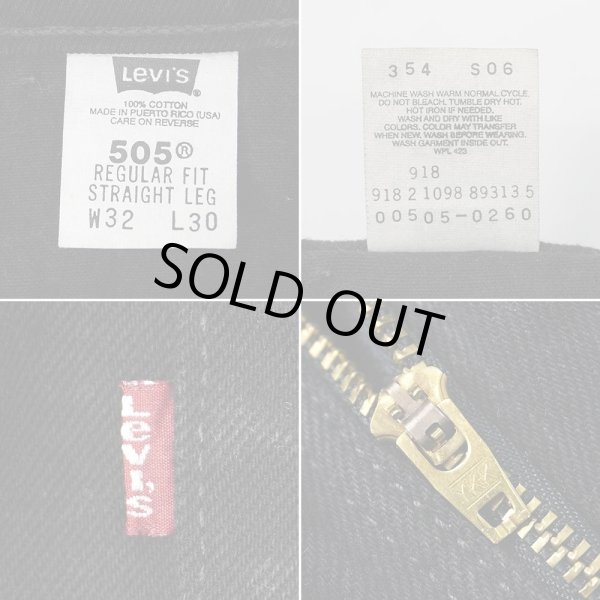 LEVI'S
®
100% COTTON
MADE IN PUERTO RICO (USA)
CARE ON REVERSE
505®
REGULAR FIT
STRAIGHT LEG
W32 L30
354 S06
MACHINE WASH WARM NORMAL CYCLE.
DO NOT BLEACH. TUMBLE DRY HOT.
HOT IRON IF NEEDED.
WASH AND DRY WITH LIKE
COLORS. COLOR MAY TRANSFER
WHEN NEW. WASH BEFORE WEARING.
WASH GARMENT INSIDE OUT.
WPL 423
918
918 2 1098 89313 5
00505-0260
SOLD OUT
LEVI'S
YKK